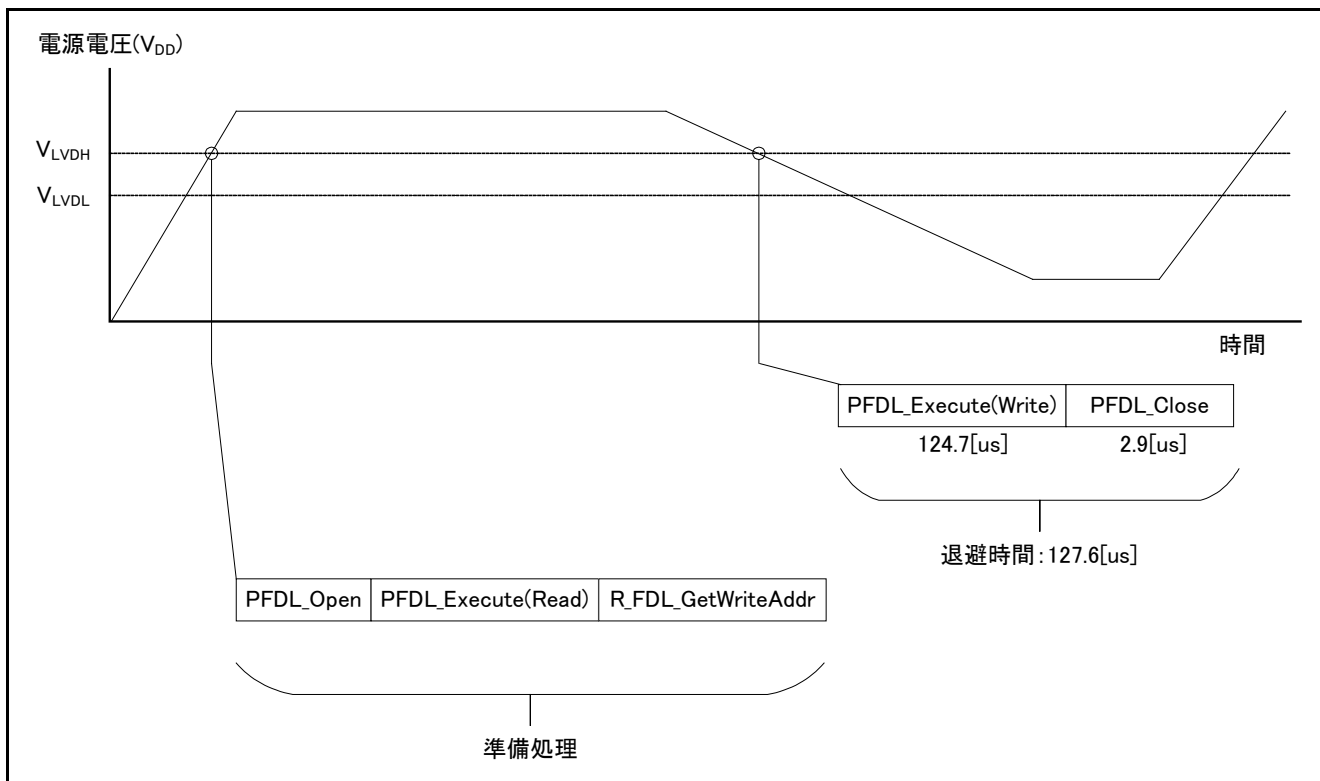 電源電圧(VDD)
VLVDH
VLVDL
時間
PFDL_Execute(Write) PFDL_Close
124.7[us] 2.9[us]
退避時間:127.6[us]
PFDL_Open PFDL_Execute(Read) R_FDL_GetWriteAddr
準備処理